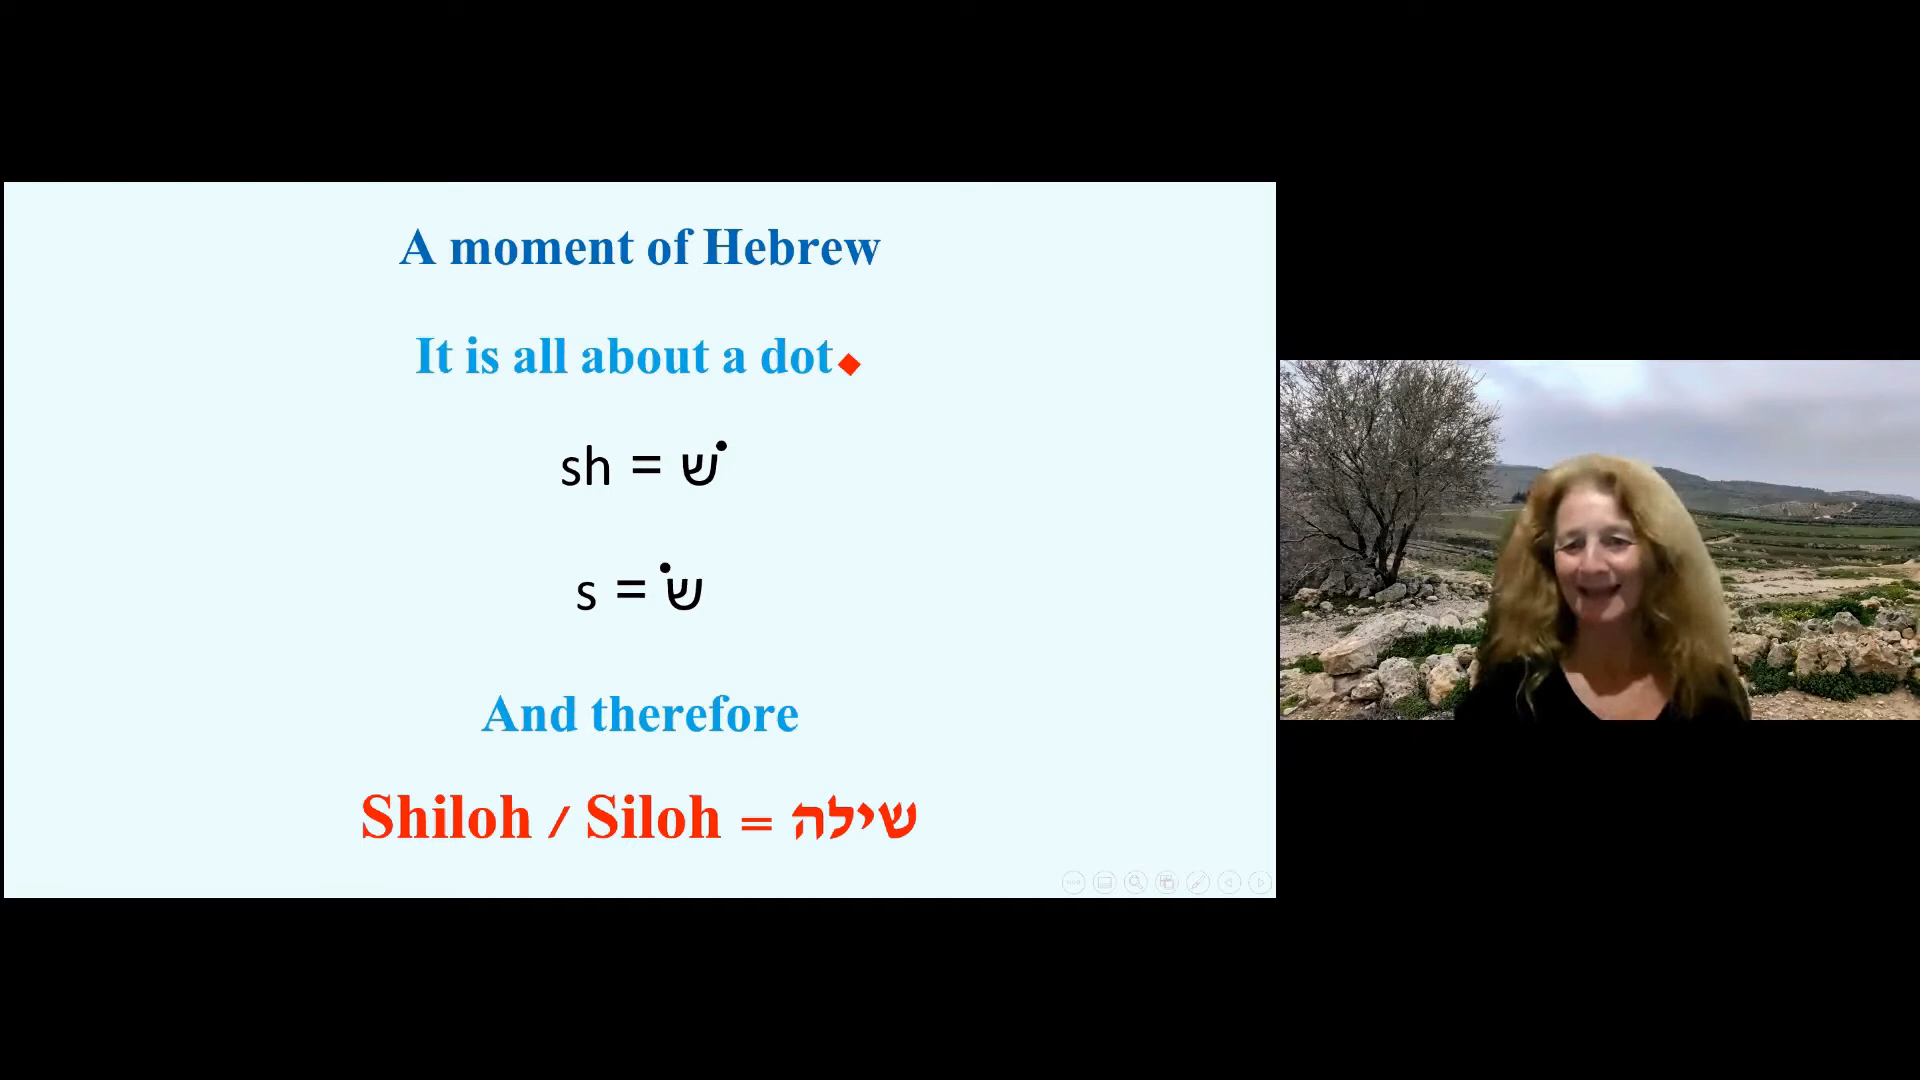 A moment of Hebrew
It is all about a dot.
sh = שׁ
s = שׂ
And therefore
Shiloh / Siloh = שילה